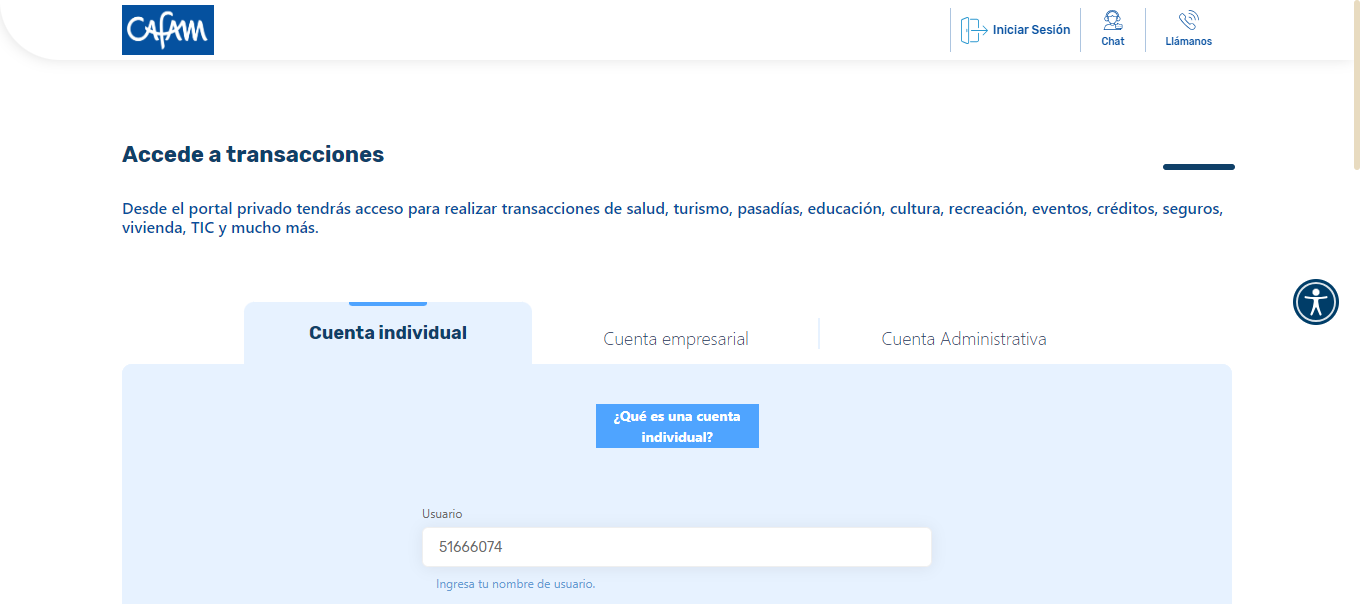 CAFAM
Iniciar Sesión
Chat
Llámanos
Accede a transacciones
Desde el portal privado tendrás acceso para realizar transacciones de salud, turismo, pasadías, educación, cultura, recreación, eventos, créditos, seguros,
vivienda, TIC y mucho más.
Cuenta individual
Cuenta empresarial
Cuenta Administrativa
¿Qué es una cuenta
individual?
Usuario
51666074
Ingresa tu nombre de usuario.